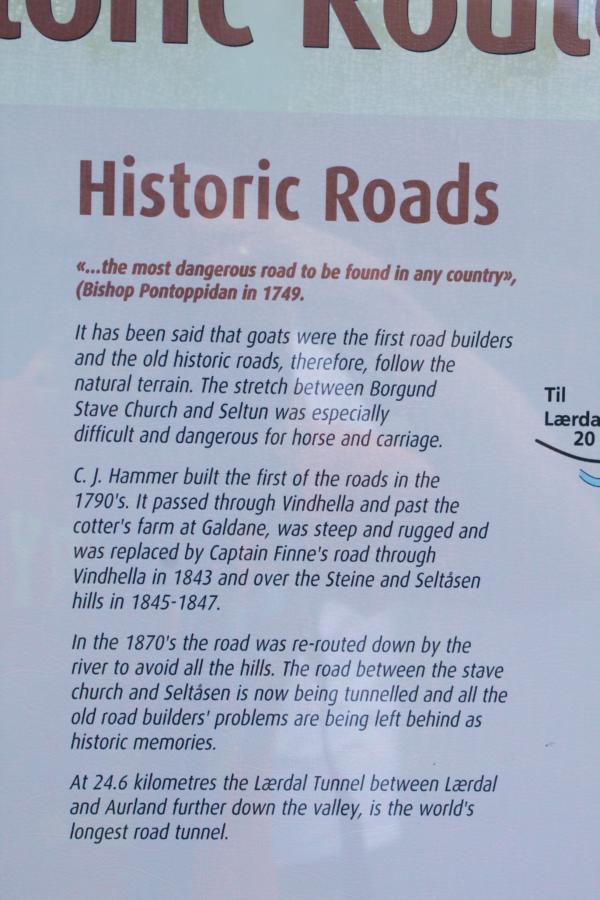 Historic Roads
«...the most dangerous road to be found in any country»,
(Bishop Pontoppidan in 1749.
It has been said that goats were the first road builders
and the old historic roads, therefore, follow the
natural terrain. The stretch between Borgund
Stave Church and Seltun was especially
difficult and dangerous for horse and carriage.
C. J. Hammer built the first of the roads in the
1790's. It passed through Vindhella and past the
cotter's farm at Galdane, was steep and rugged and
was replaced by Captain Finne's road through
Vindhella in 1843 and over the Steine and Seltåsen
hills in 1845-1847.
In the 1870's the road was re-routed down by the
river to avoid all the hills. The road between the stave
church and Seltåsen is now being tunnelled and all the
old road builders' problems are being left behind as
historic memories.
At 24.6 kilometres the Lærdal Tunnel between Lærdal
and Aurland further down the valley, is the world's
longest road tunnel.
Til
Lærda
20